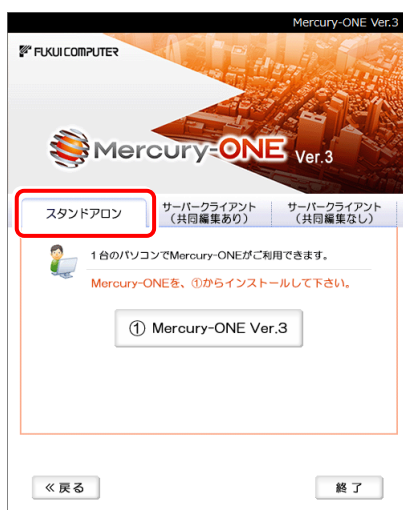 Mercury-ONE Ver.3
FUKUI COMPUTER
Mercury-ONE Ver.3
スタンドアロン
サーバークライアント
（共同編集あり）
サーバークライアント
（共同編集なし）
1台のパソコンでMercury-ONEがご利用できます。
Mercury-ONEを、①からインストールして下さい。
① Mercury-ONE Ver.3
≪戻る
終了